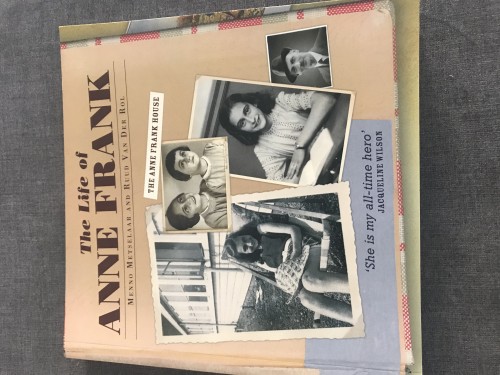 The Life of
ANNE FRANK
MENNO METSELAAR AND RUUD VAN DER ROL
THE ANNE FRANK HOUSE
'She is my all-time hero'
JACQUELINE WILSON